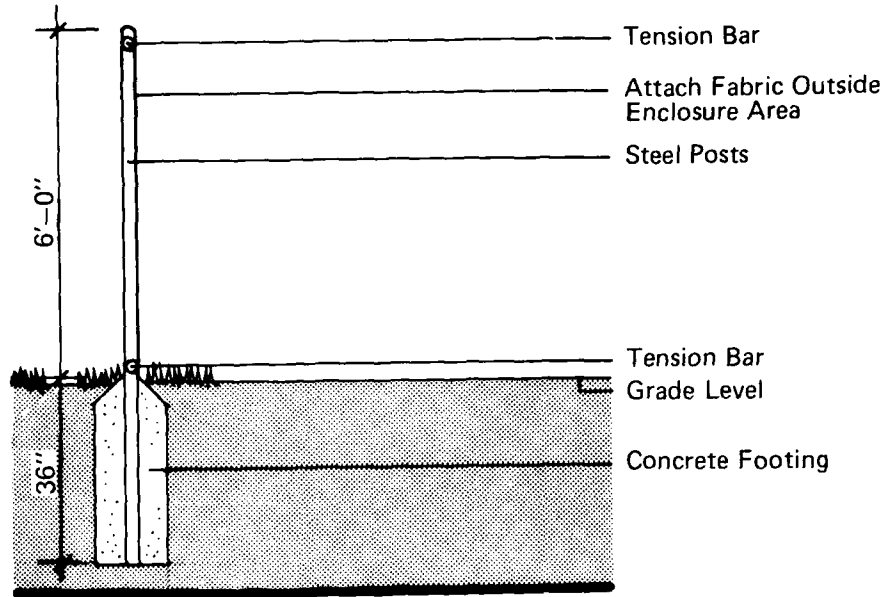 Tension Bar
Attach Fabric Outside
Enclosure Area
Steel Posts
6'–0"
Tension Bar
Grade Level
36"
Concrete Footing